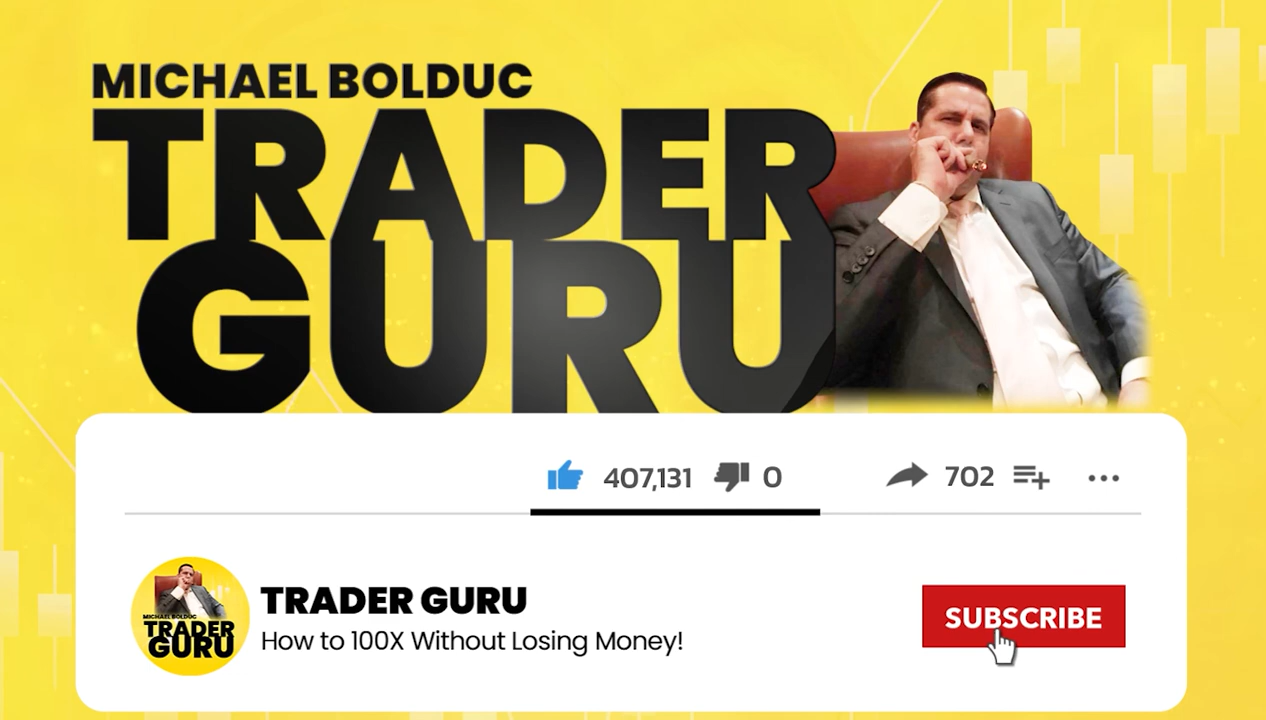 MICHAEL BOLDUC
TRADER
GURU
407,131 0 702
TRADER GURU
How to 100X Without Losing Money!
SUBSCRIBE
MICHAEL BOLDUC
TRADER
GURU